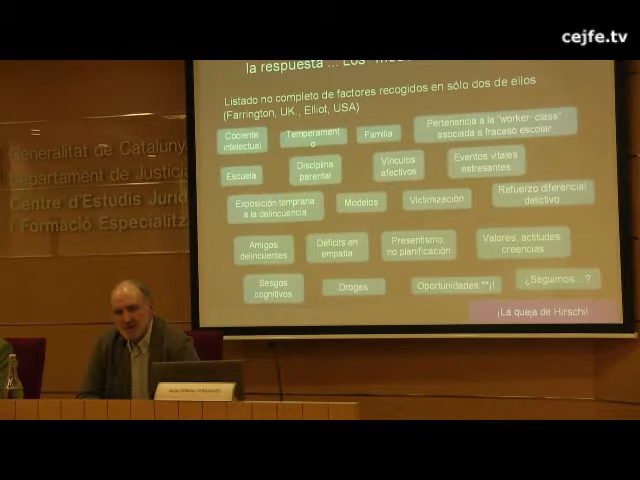 cejfe.tv
la respuesta ... Los
Listado no completo de factores recogidos en sólo dos de ellos
(Farrington, UK., Elliot, USA)
Cociente
intelectual
Temperament
o
Familia
Pertenencia a la "worker- class"
asociada a fracaso escolar
Escuela
Disciplina
parental
Vínculos
afectivos
Eventos vitales
estresantes
Exposición temprana
a la delincuencia
Modelos
Victimización
Refuerzo diferencial
delictivo
Amigos
delincuentes
Déficits en
empatía
Presentismo,
no planificación
Valores, actitudes,
creencias
Sesgos
cognitivos
Drogas
Oportunidades **¡!
¿Seguimos...?
¡La queja de Hirschi!
Generalitat de Catalunya
Departament de Justícia
Centre d'Estudis Juríd
i Formació Especialitz